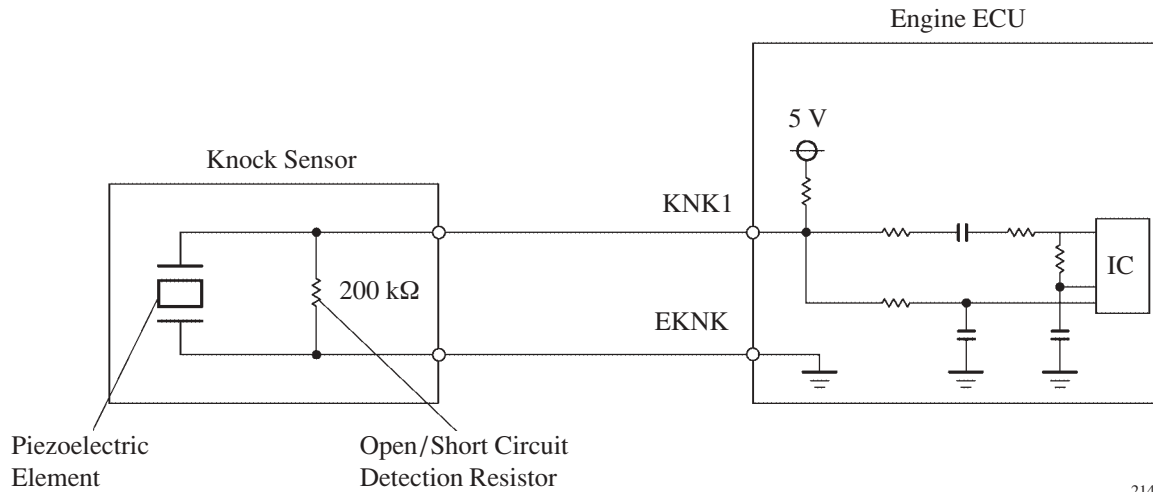 Engine ECU
5 V
Knock Sensor
KNK1
IC
200 kΩ
EKNK
Piezoelectric
Element
Open/Short Circuit
Detection Resistor